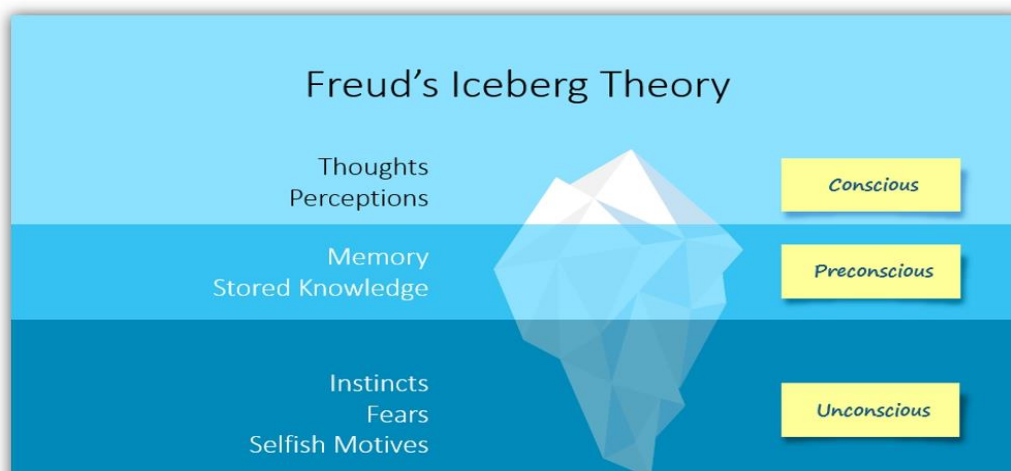 Freud's Iceberg Theory
Thoughts
Perceptions
Conscious
Memory
Stored Knowledge
Preconscious
Instincts
Fears
Selfish Motives
Unconscious